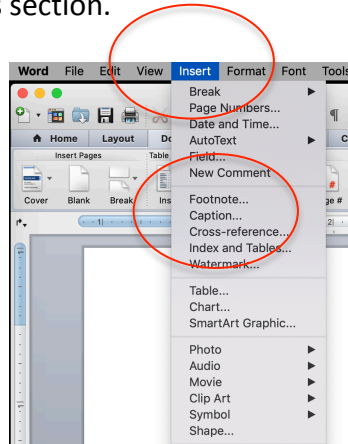 s section.
Word File Edit View Insert Format Font Tools
Break
Page Numbers...
Date and Time...
AutoText
Field...
New Comment
Footnote...
Caption...
Cross-reference...
Index and Tables...
Watermark...
Table...
Chart...
SmartArt Graphic...
Photo
Audio
Movie
Clip Art
Symbol
Shape...
Home Layout
Insert Pages Table
Cover Blank Break